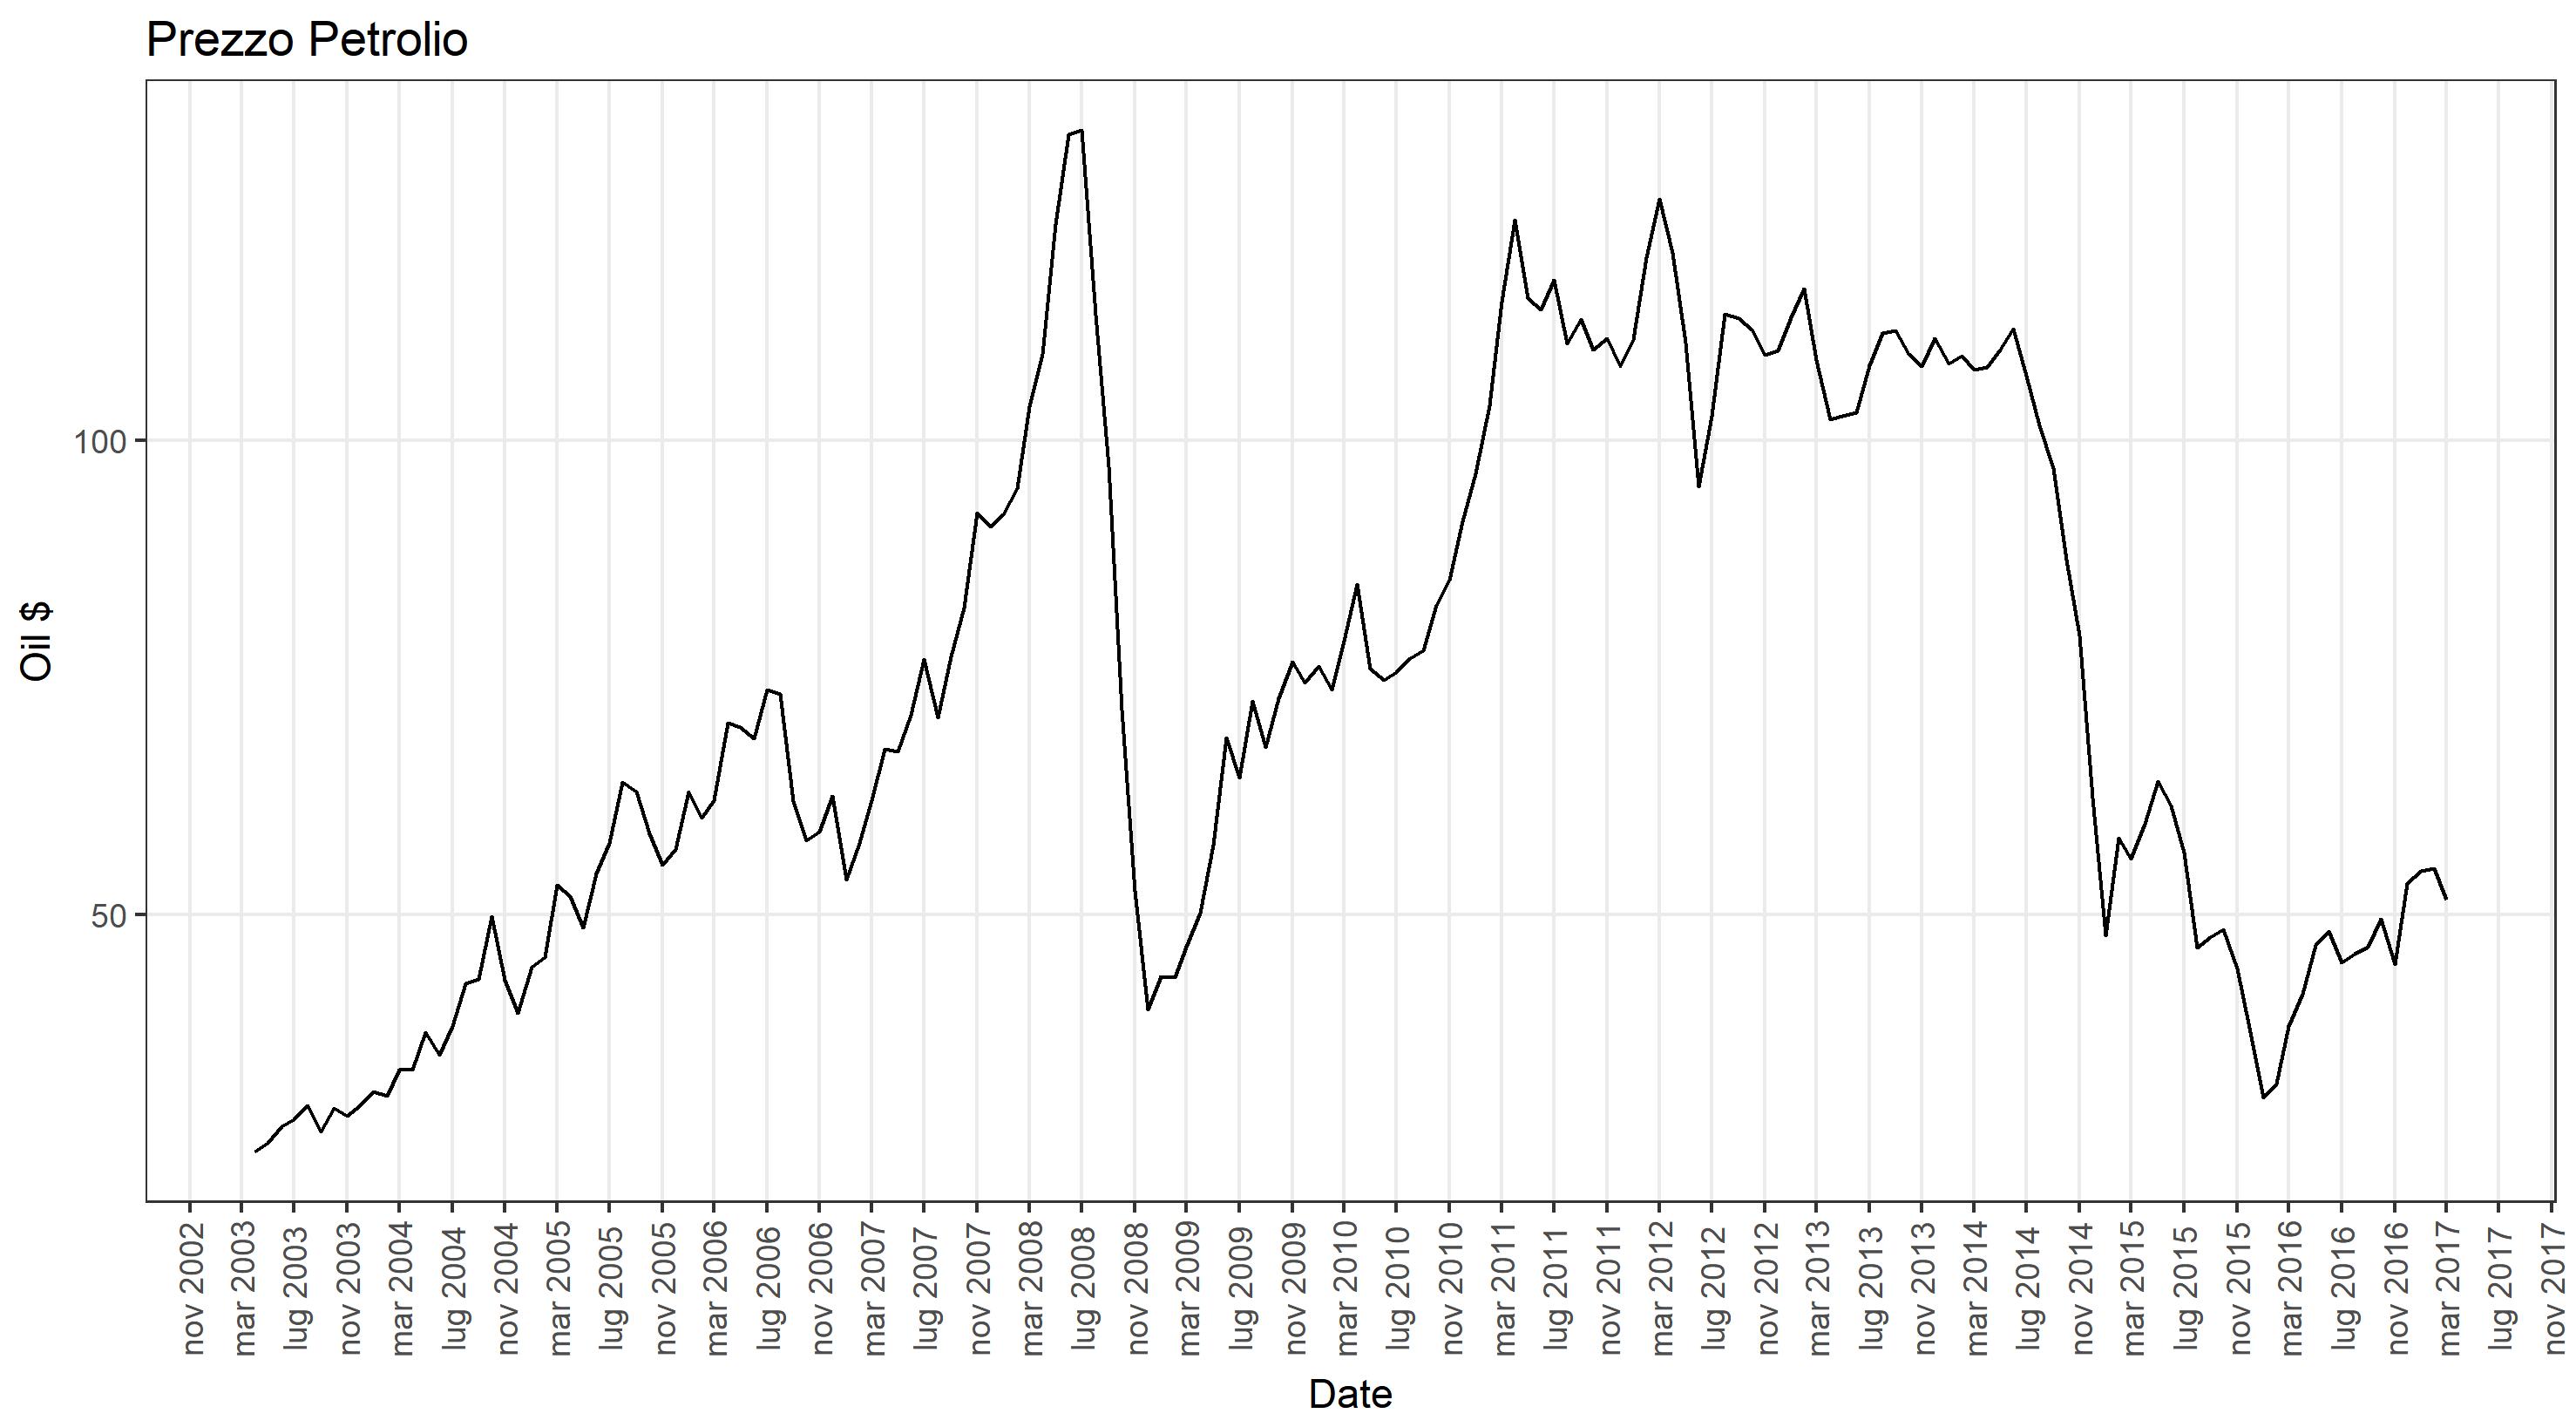 Prezzo Petrolio
Oil $
100
50
nov 2002
mar 2003
lug 2003
nov 2003
mar 2004
lug 2004
nov 2004
mar 2005
lug 2005
nov 2005
mar 2006
lug 2006
nov 2006
mar 2007
lug 2007
nov 2007
mar 2008
lug 2008
nov 2008
mar 2009
lug 2009
nov 2009
mar 2010
lug 2010
nov 2010
mar 2011
lug 2011
nov 2011
mar 2012
lug 2012
nov 2012
mar 2013
lug 2013
nov 2013
mar 2014
lug 2014
nov 2014
mar 2015
lug 2015
nov 2015
mar 2016
lug 2016
nov 2016
mar 2017
lug 2017
nov 2017
Date